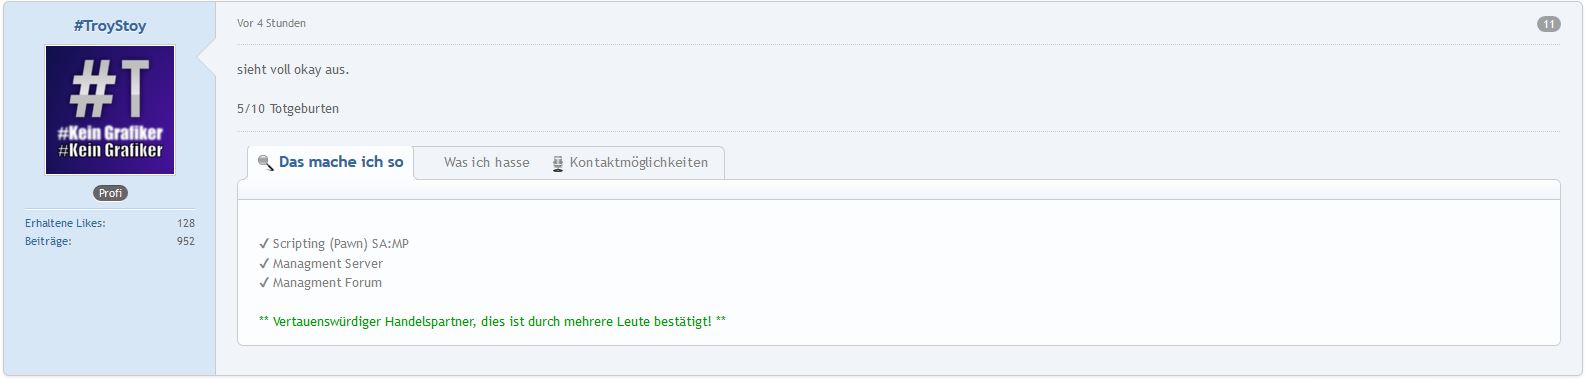 #TroyStoy
#T
#Kein Grafiker
#Kein Grafiker
Profi
Erhaltene Likes: 128
Beiträge: 952
Vor 4 Stunden 11
sieht voll okay aus.
5/10 Totgeburten
Das mache ich so Was ich hasse Kontaktmöglichkeiten
✓ Scripting (Pawn) SA:MP
✓ Managment Server
✓ Managment Forum
** Vertauenswürdiger Handelspartner, dies ist durch mehrere Leute bestätigt! **